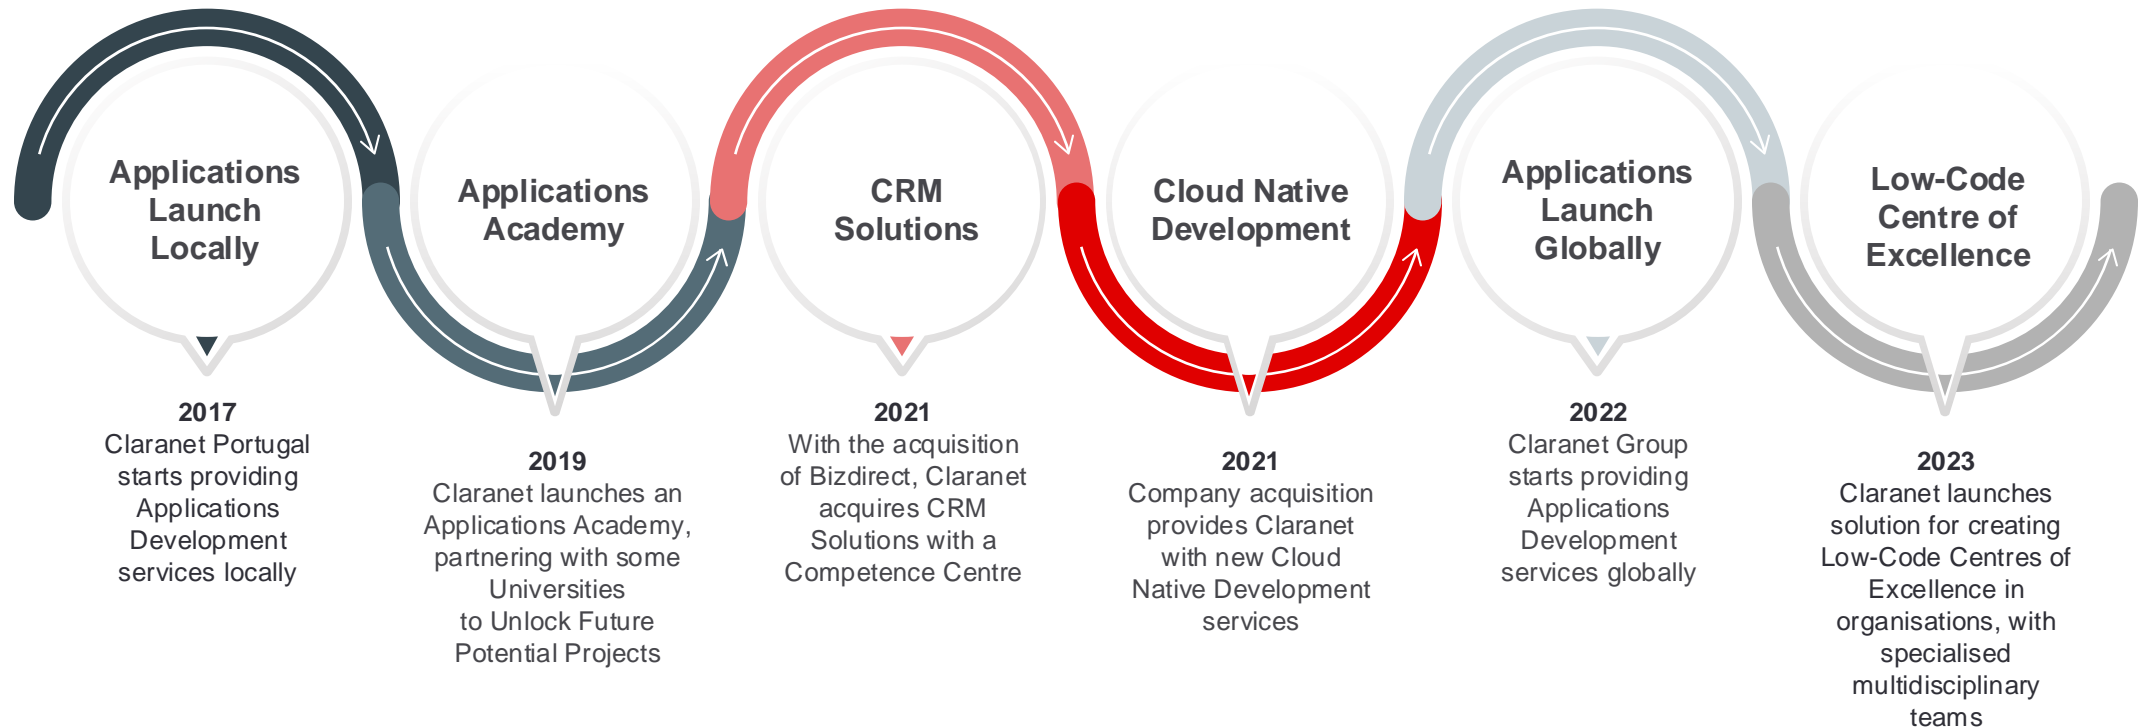 Applications
Launch
Locally
2017
Claranet Portugal
starts providing
Applications
Development
services locally
Applications
Academy
2019
Claranet launches an
Applications Academy,
partnering with some
Universities
to Unlock Future
Potential Projects
CRM
Solutions
2021
With the acquisition
of Bizdirect, Claranet
acquires CRM
Solutions with a
Competence Centre
Cloud Native
Development
2021
Company acquisition
provides Claranet
with new Cloud
Native Development
services
Applications
Launch
Globally
2022
Claranet Group
starts providing
Applications
Development
services globally
Low-Code
Centre of
Excellence
2023
Claranet launches
solution for creating
Low-Code Centres of
Excellence in
organisations, with
specialised
multidisciplinary
teams